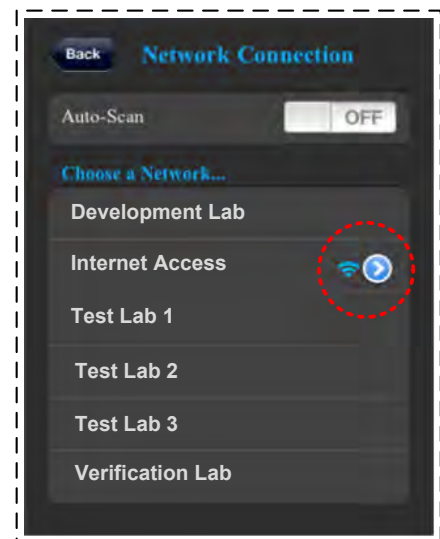 Back Network Connection
Auto-Scan OFF
Choose a Network...
Development Lab
Internet Access
Test Lab 1
Test Lab 2
Test Lab 3
Verification Lab